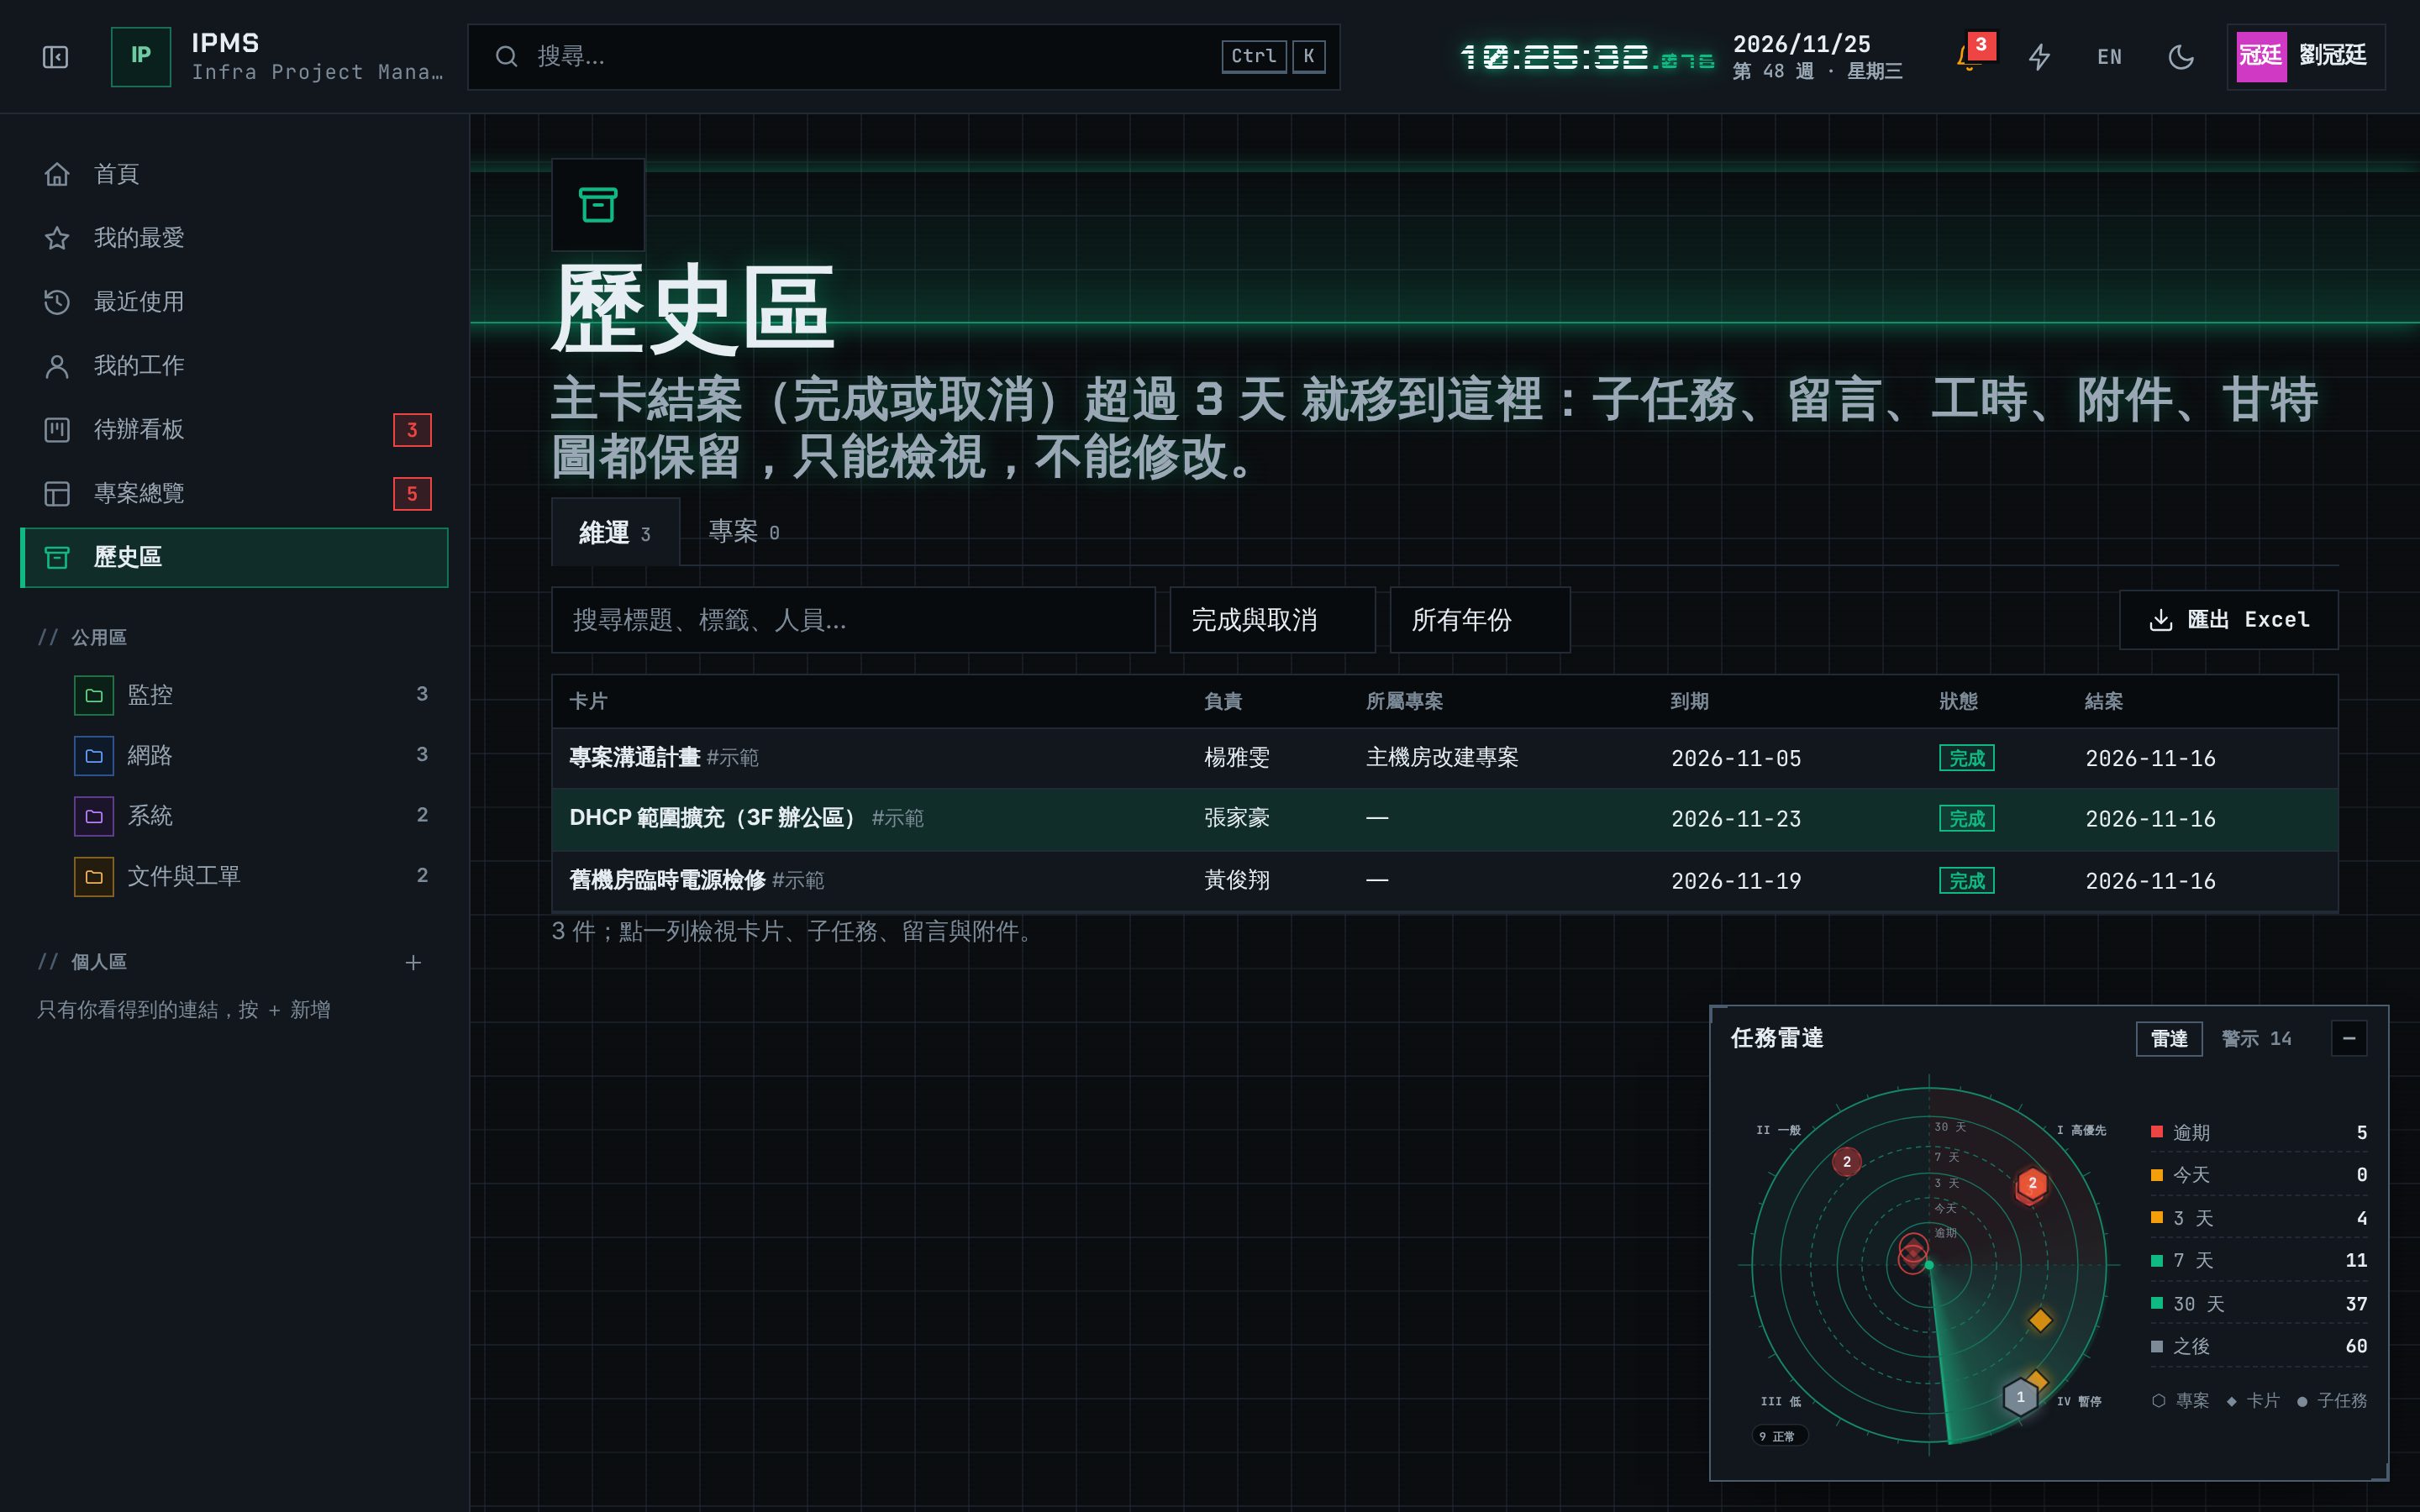 IP
IPMS
Infra Project Mana…
搜尋...
Ctrl K
10:25:32.076
2026/11/25
第 48 週 · 星期三
3
EN
冠廷
劉冠廷
首頁
我的最愛
最近使用
我的工作
待辦看板 3
專案總覽 5
歷史區
// 公用區
監控 3
網路 3
系統 2
文件與工單 2
// 個人區 +
只有你看得到的連結，按 + 新增
歷史區
主卡結案（完成或取消）超過 3 天 就移到這裡：子任務、留言、工時、附件、甘特
圖都保留，只能檢視，不能修改。
維運 3 專案 0
搜尋標題、標籤、人員... 完成與取消 所有年份 匯出 Excel
卡片 負責 所屬專案 到期 狀態 結案
專案溝通計畫 #示範 楊雅雯 主機房改建專案 2026-11-05 完成 2026-11-16
DHCP 範圍擴充（3F 辦公區） #示範 張家豪 — 2026-11-23 完成 2026-11-16
舊機房臨時電源檢修 #示範 黃俊翔 — 2026-11-19 完成 2026-11-16
3 件；點一列檢視卡片、子任務、留言與附件。
任務雷達 雷達 警示 14
II 一般
I 高優先
30 天
7 天
3 天
今天
逾期
2
2
III 低
1
IV 暫停
9 正常
逾期 5
今天 0
3 天 4
7 天 11
30 天 37
之後 60
專案 卡片 子任務